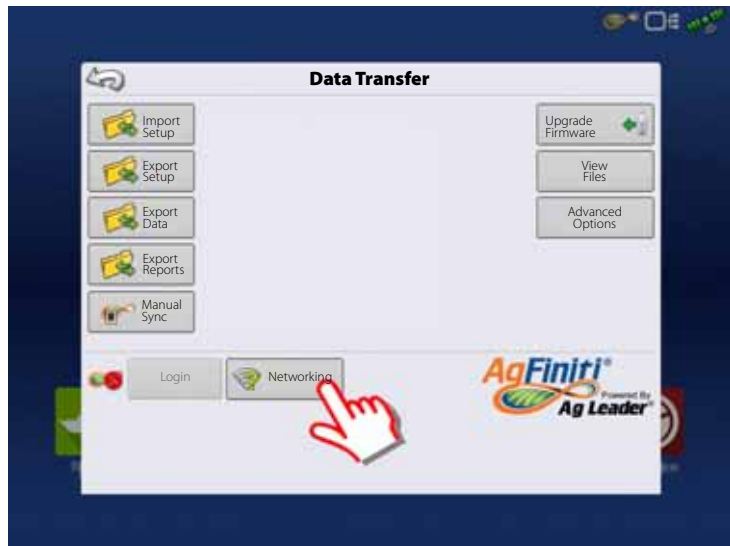 Data Transfer
Import
Setup
Export
Setup
Export
Data
Export
Reports
Manual
Sync
Upgrade
Firmware
View
Files
Advanced
Options
Login
Networking
AgFiniti®
Powered By
Ag Leader®